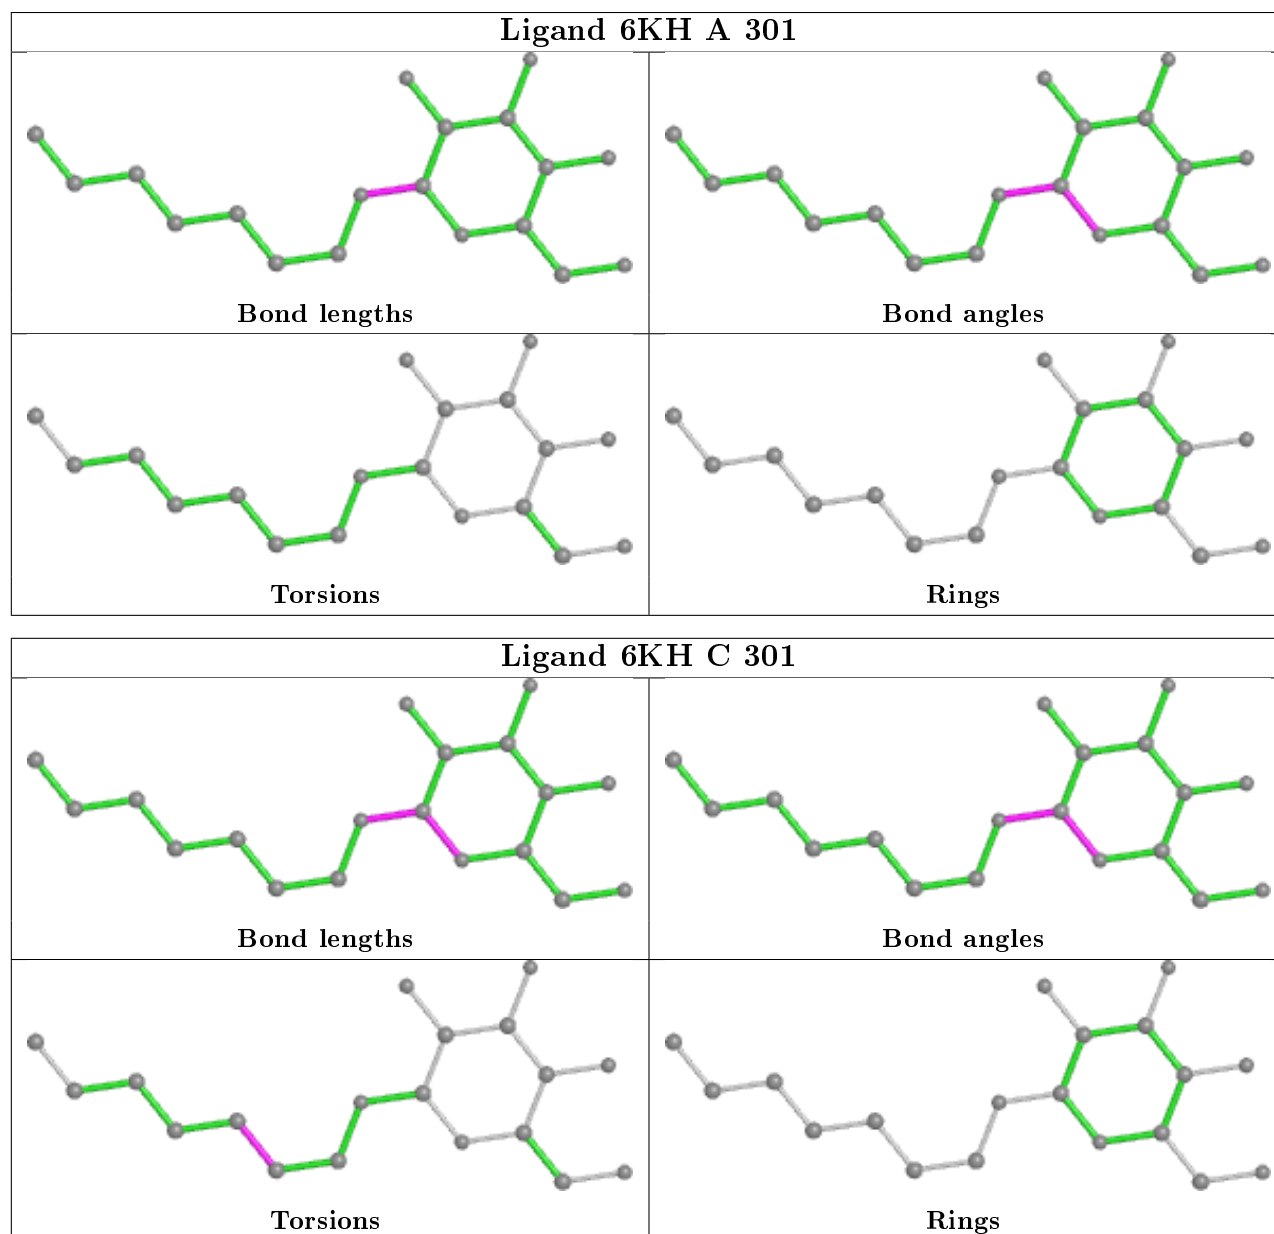 Ligand 6KH A 301
Bond lengths
Bond angles
Torsions
Rings
Ligand 6KH C 301
Bond lengths
Bond angles
Torsions
Rings